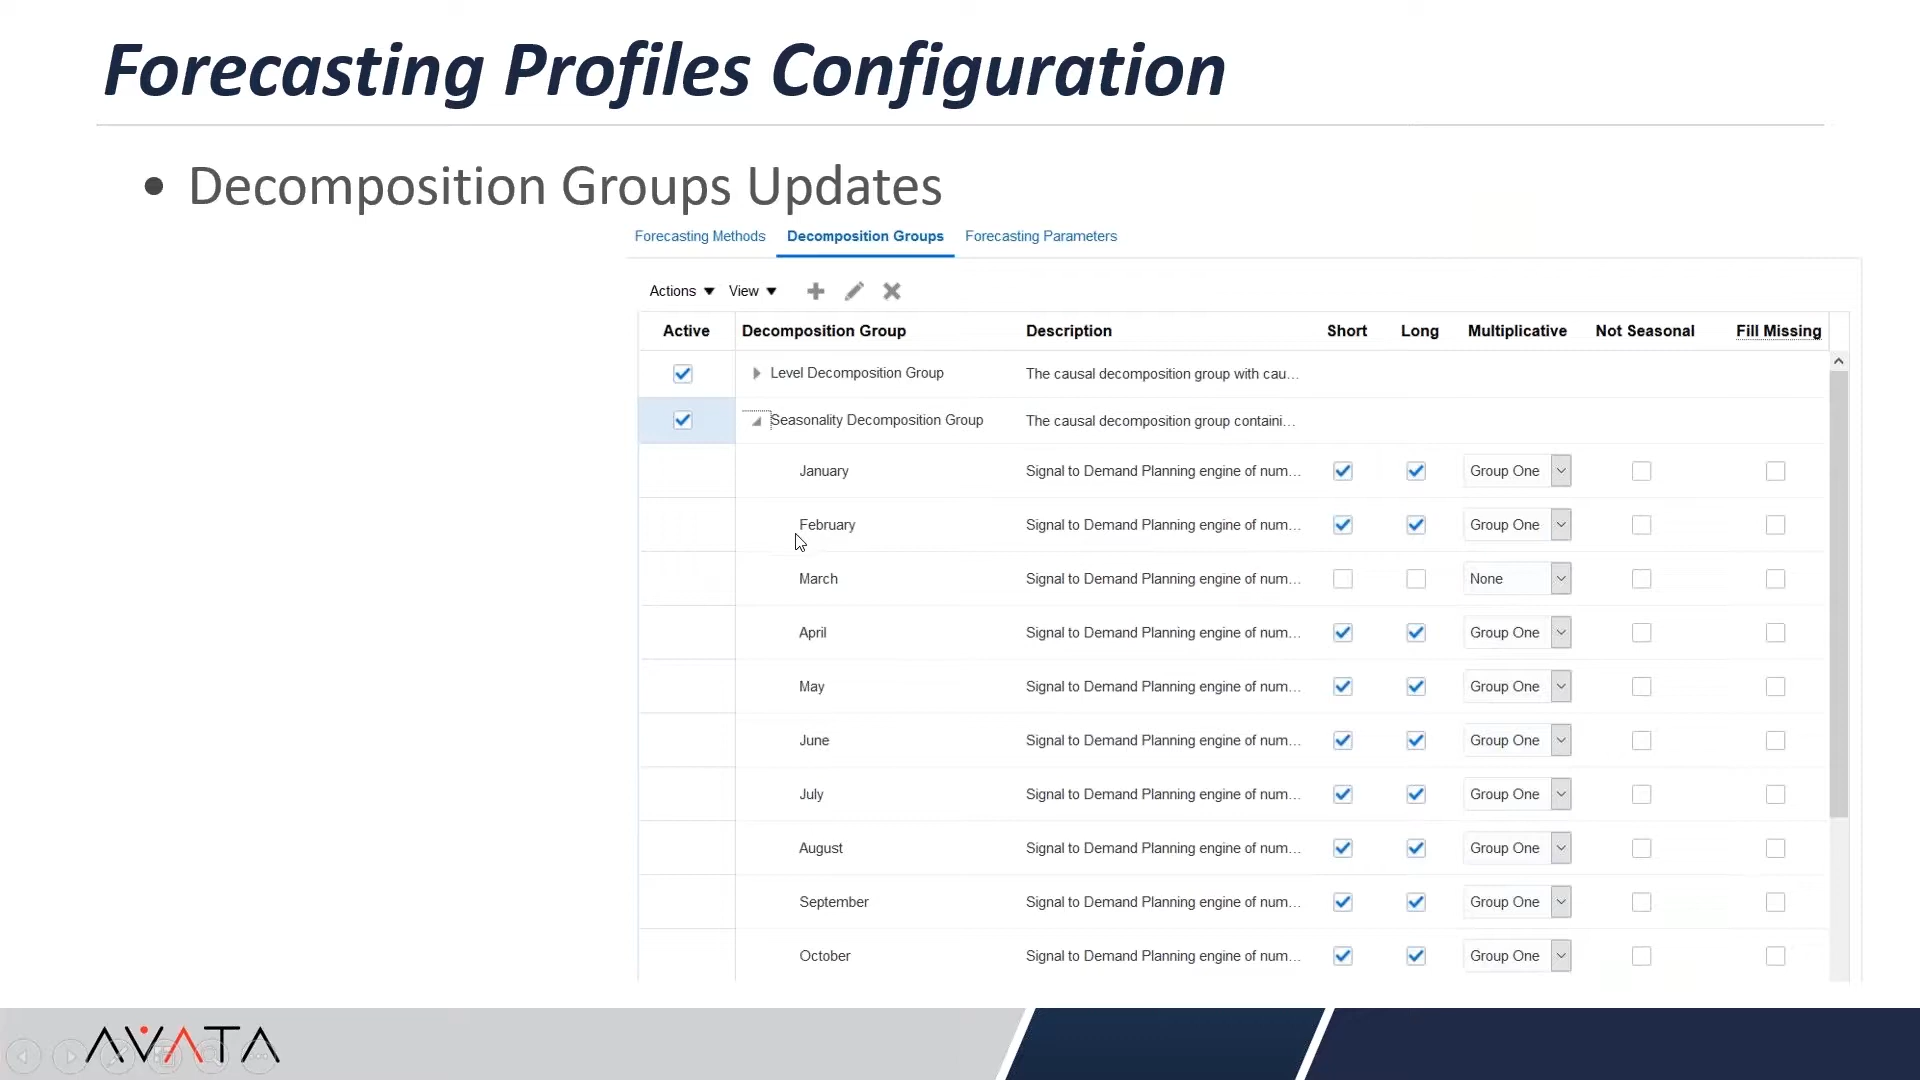 Forecasting Profiles Configuration
• Decomposition Groups Updates
Forecasting Methods Decomposition Groups Forecasting Parameters
Actions View
Active Decomposition Group Description Short Long Multiplicative Not Seasonal Fill Missing
Level Decomposition Group The causal decomposition group with cau...
Seasonality Decomposition Group The causal decomposition group containi...
January Signal to Demand Planning engine of num... Group One
February Signal to Demand Planning engine of num... Group One
March Signal to Demand Planning engine of num... None
April Signal to Demand Planning engine of num... Group One
May Signal to Demand Planning engine of num... Group One
June Signal to Demand Planning engine of num... Group One
July Signal to Demand Planning engine of num... Group One
August Signal to Demand Planning engine of num... Group One
September Signal to Demand Planning engine of num... Group One
October Signal to Demand Planning engine of num... Group One
AVATA